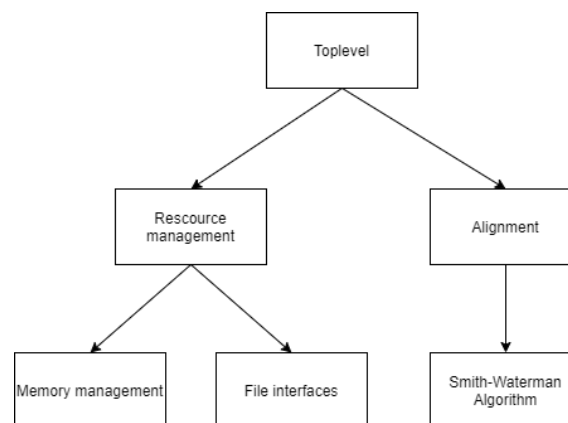 Toplevel
Rescource
management
Alignment
Memory management
File interfaces
Smith-Waterman
Algorithm